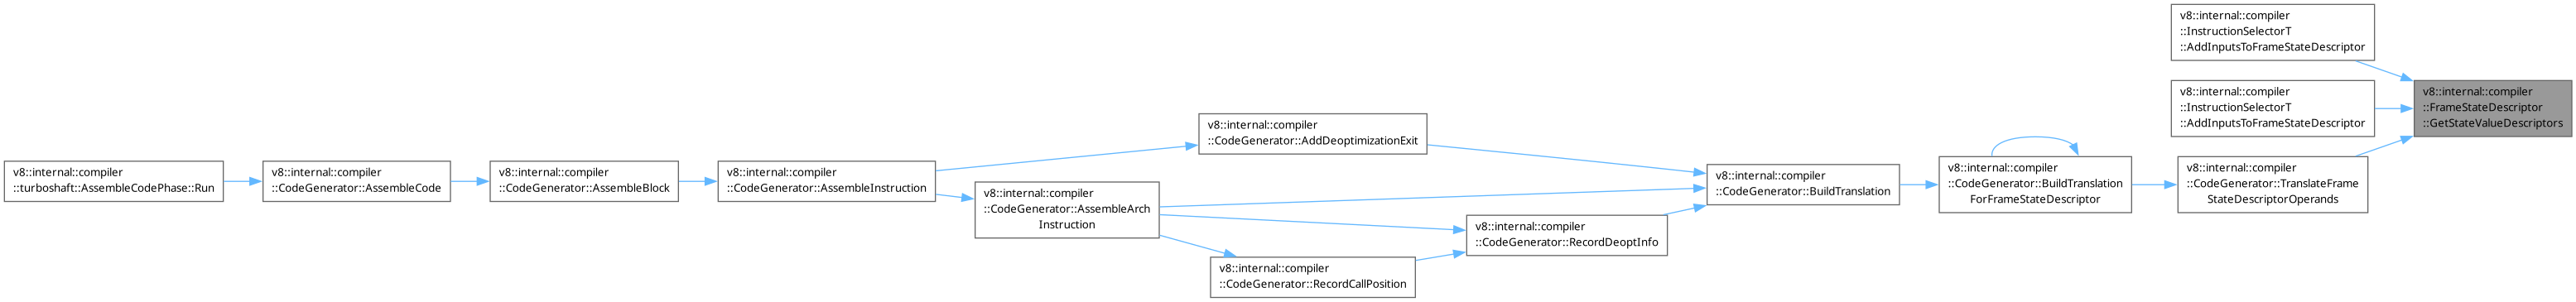 v8::internal::compiler
::InstructionSelectorT
::AddInputsToFrameStateDescriptor
v8::internal::compiler
::FrameStateDescriptor
::GetStateValueDescriptors
v8::internal::compiler
::InstructionSelectorT
::AddInputsToFrameStateDescriptor
v8::internal::compiler
::CodeGenerator::AddDeoptimizationExit
v8::internal::compiler
::turboshaft::AssembleCodePhase::Run
v8::internal::compiler
::CodeGenerator::AssembleCode
v8::internal::compiler
::CodeGenerator::AssembleBlock
v8::internal::compiler
::CodeGenerator::AssembleInstruction
v8::internal::compiler
::CodeGenerator::AssembleArch
Instruction
v8::internal::compiler
::CodeGenerator::BuildTranslation
v8::internal::compiler
::CodeGenerator::BuildTranslation
ForFrameStateDescriptor
v8::internal::compiler
::CodeGenerator::TranslateFrame
StateDescriptorOperands
v8::internal::compiler
::CodeGenerator::RecordDeoptInfo
v8::internal::compiler
::CodeGenerator::RecordCallPosition